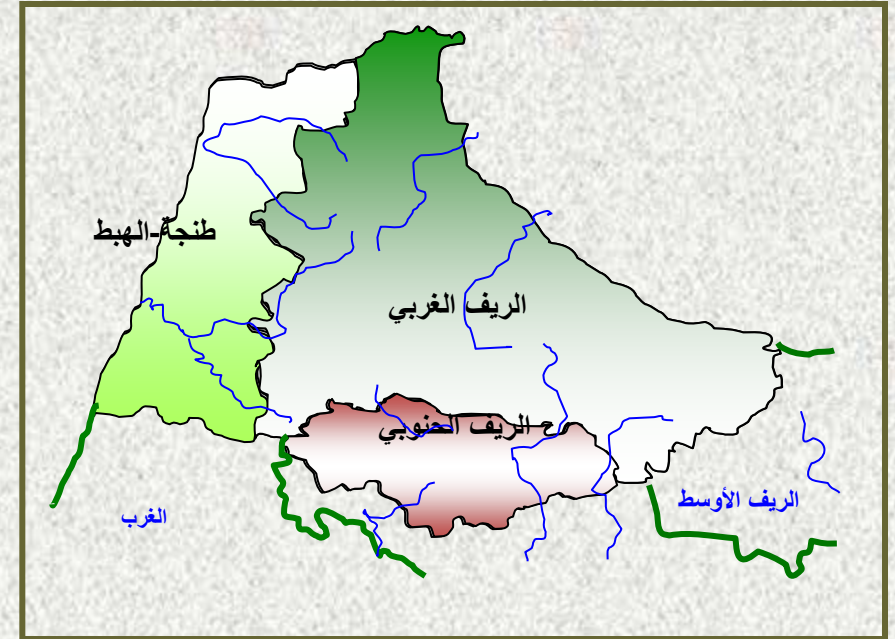 طنجة-الهبط
الريف الغربي
ح الريف الجنوبي
الريف الأوسط
الغرب